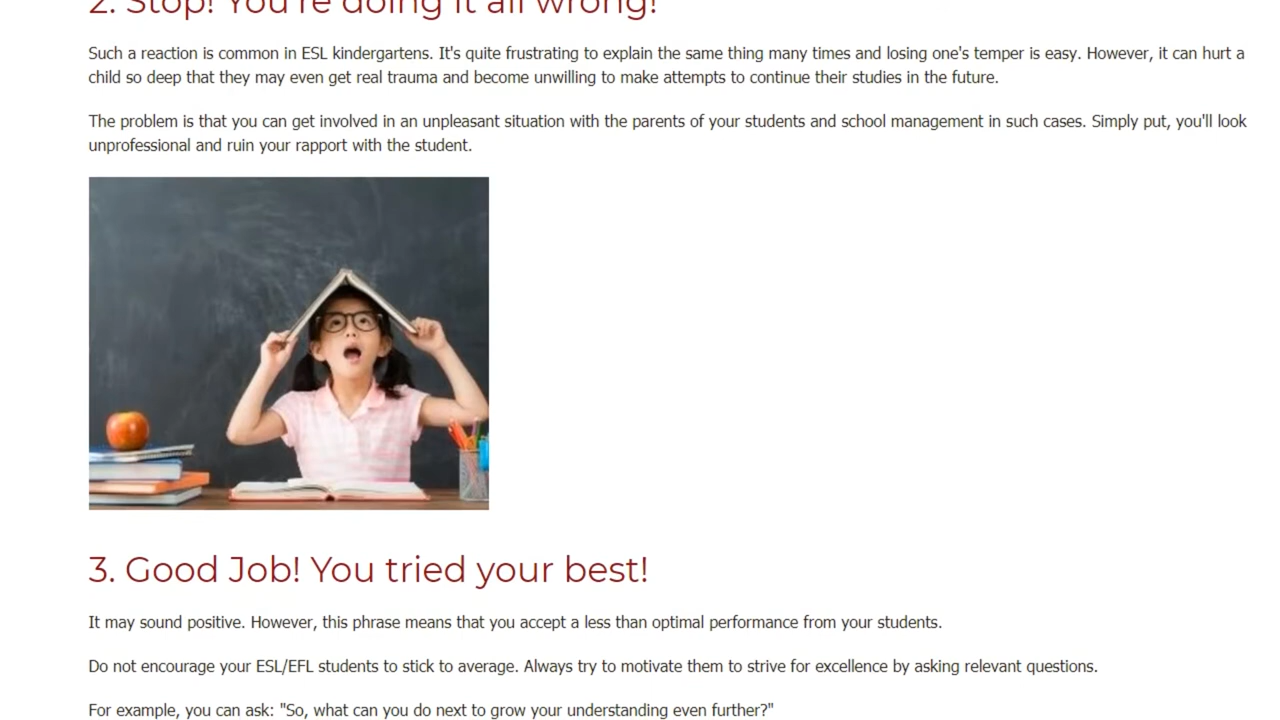 2. Stop! You're doing it all wrong!
Such a reaction is common in ESL kindergartens. It's quite frustrating to explain the same thing many times and losing one's temper is easy. However, it can hurt a
child so deep that they may even get real trauma and become unwilling to make attempts to continue their studies in the future.
The problem is that you can get involved in an unpleasant situation with the parents of your students and school management in such cases. Simply put, you'll look
unprofessional and ruin your rapport with the student.
3. Good Job! You tried your best!
It may sound positive. However, this phrase means that you accept a less than optimal performance from your students.
Do not encourage your ESL/EFL students to stick to average. Always try to motivate them to strive for excellence by asking relevant questions.
For example, you can ask: "So, what can you do next to grow your understanding even further?"